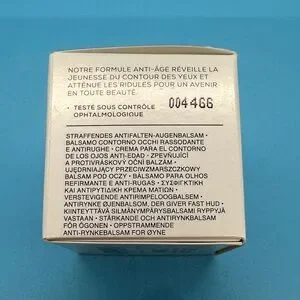 NOTRE FORMULE ANTI-ÂGE RÉVEILLE LA
JEUNESSE DU CONTOUR DES YEUX ET
ATTÉNUE LES RIDULES POUR UN AVENIR
EN TOUTE BEAUTÉ.
• TESTÉ SOUS CONTRÔLE
OPHTALMOLOGIQUE
004466
STRAFFENDES ANTIFALTEN-AUGENBALSAM •
BALSAMO CONTORNO OCCHI RASSODANTE
E ANTIRUGHE • CREMA PARA EL CONTORNO
DE LOS OJOS ANTI-EDAD • ZPEVŇUJÍCÍ
A PROTIVRÁSKOVÝ OČNÍ BALZÁM •
UJĘDRNIAJĄCY PRZECIWZMARSZCZKOWY
BALSAM POD OCZY • BALSAMO PARA OLHOS
REFIRMANTE E ANTI-RUGAS • ΣΥΣΦΙΓΚΤΙΚΗ
ΚΑΙ ΑΝΤΙΡΥΤΙΔΙΚΗ ΚΡΕΜΑ ΜΑΤΙΩΝ •
VERSTEVIGENDE ANTIRIMPELOOGBALSEM •
ANTIRYNKE ØJENBALSOM, DER GIVER FAST HUD •
KIINTEYTTÄVÄ SILMÄNYMPÄRYSBALSAMI RYPPYJÄ
VASTAAN • STÄRKANDE OCH ANTIRYNKBALSAM
FÖR ÖGONEN • OPPSTRAMMENDE
ANTI-RYNKEBALSAM FOR ØYNE